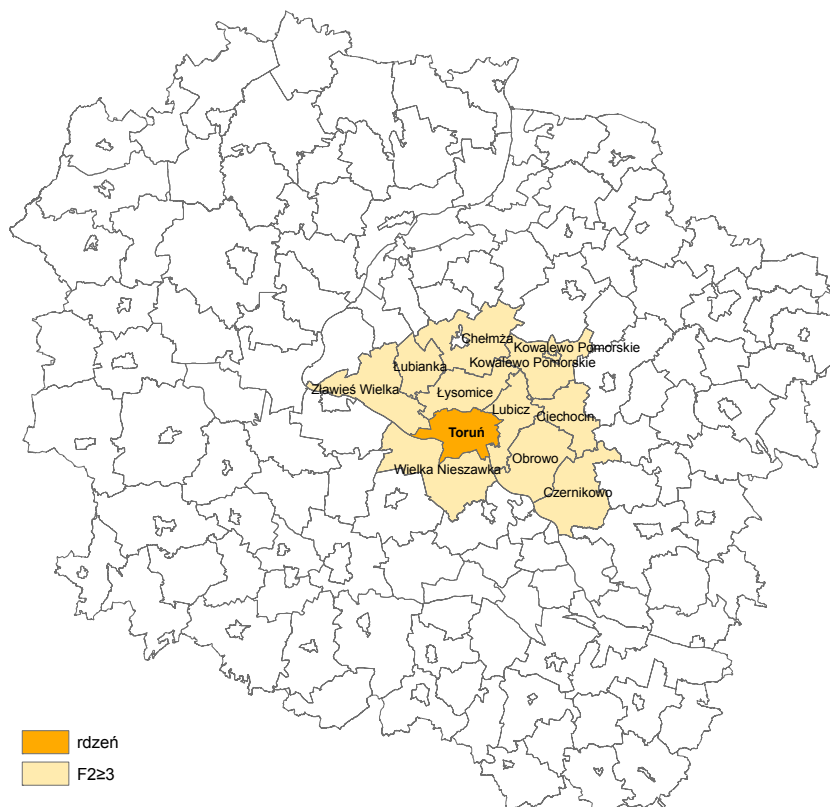 Chełmża
Kowalewo Pomorskie
Kowalewo Pomorskie
Łubianka
Zławieś Wielka
Łysomice
Lubicz
Ciechocin
Toruń
Obrowo
Wielka Nieszawka
Czernikowo
rdzeń
F2≥3